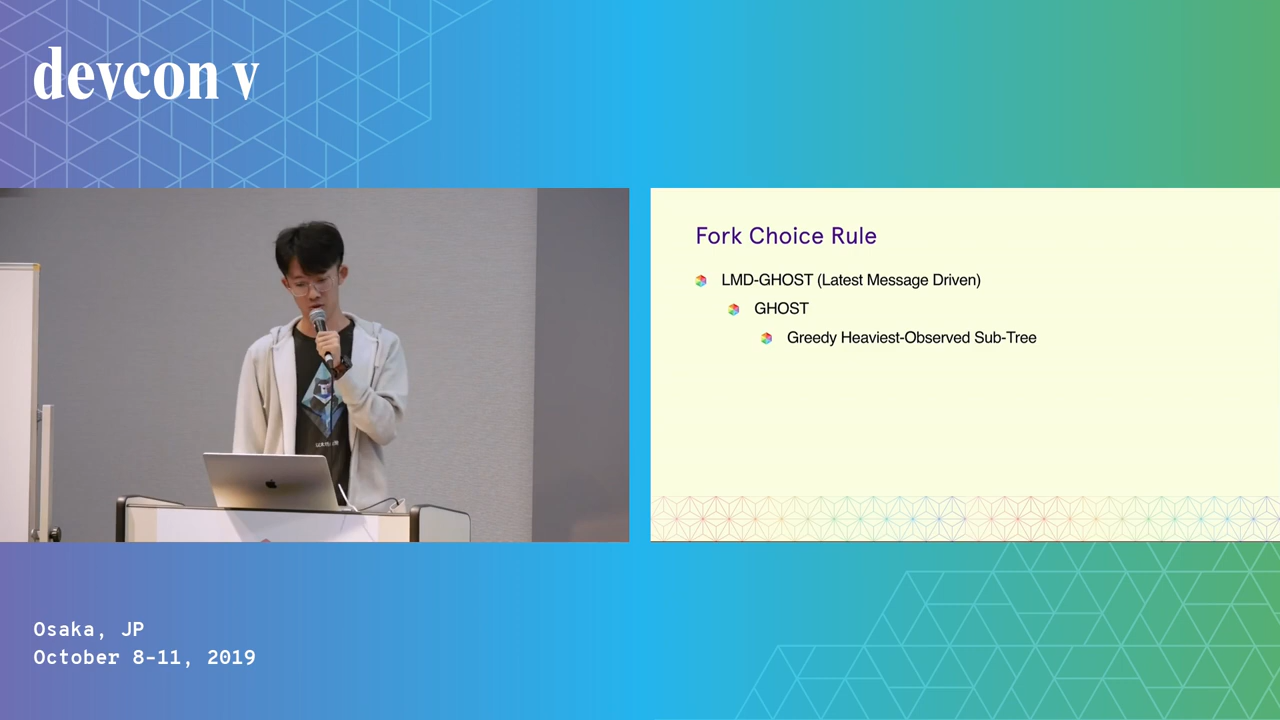 devcon v
Fork Choice Rule
LMD-GHOST (Latest Message Driven)
GHOST
Greedy Heaviest-Observed Sub-Tree
Osaka, JP
October 8-11, 2019